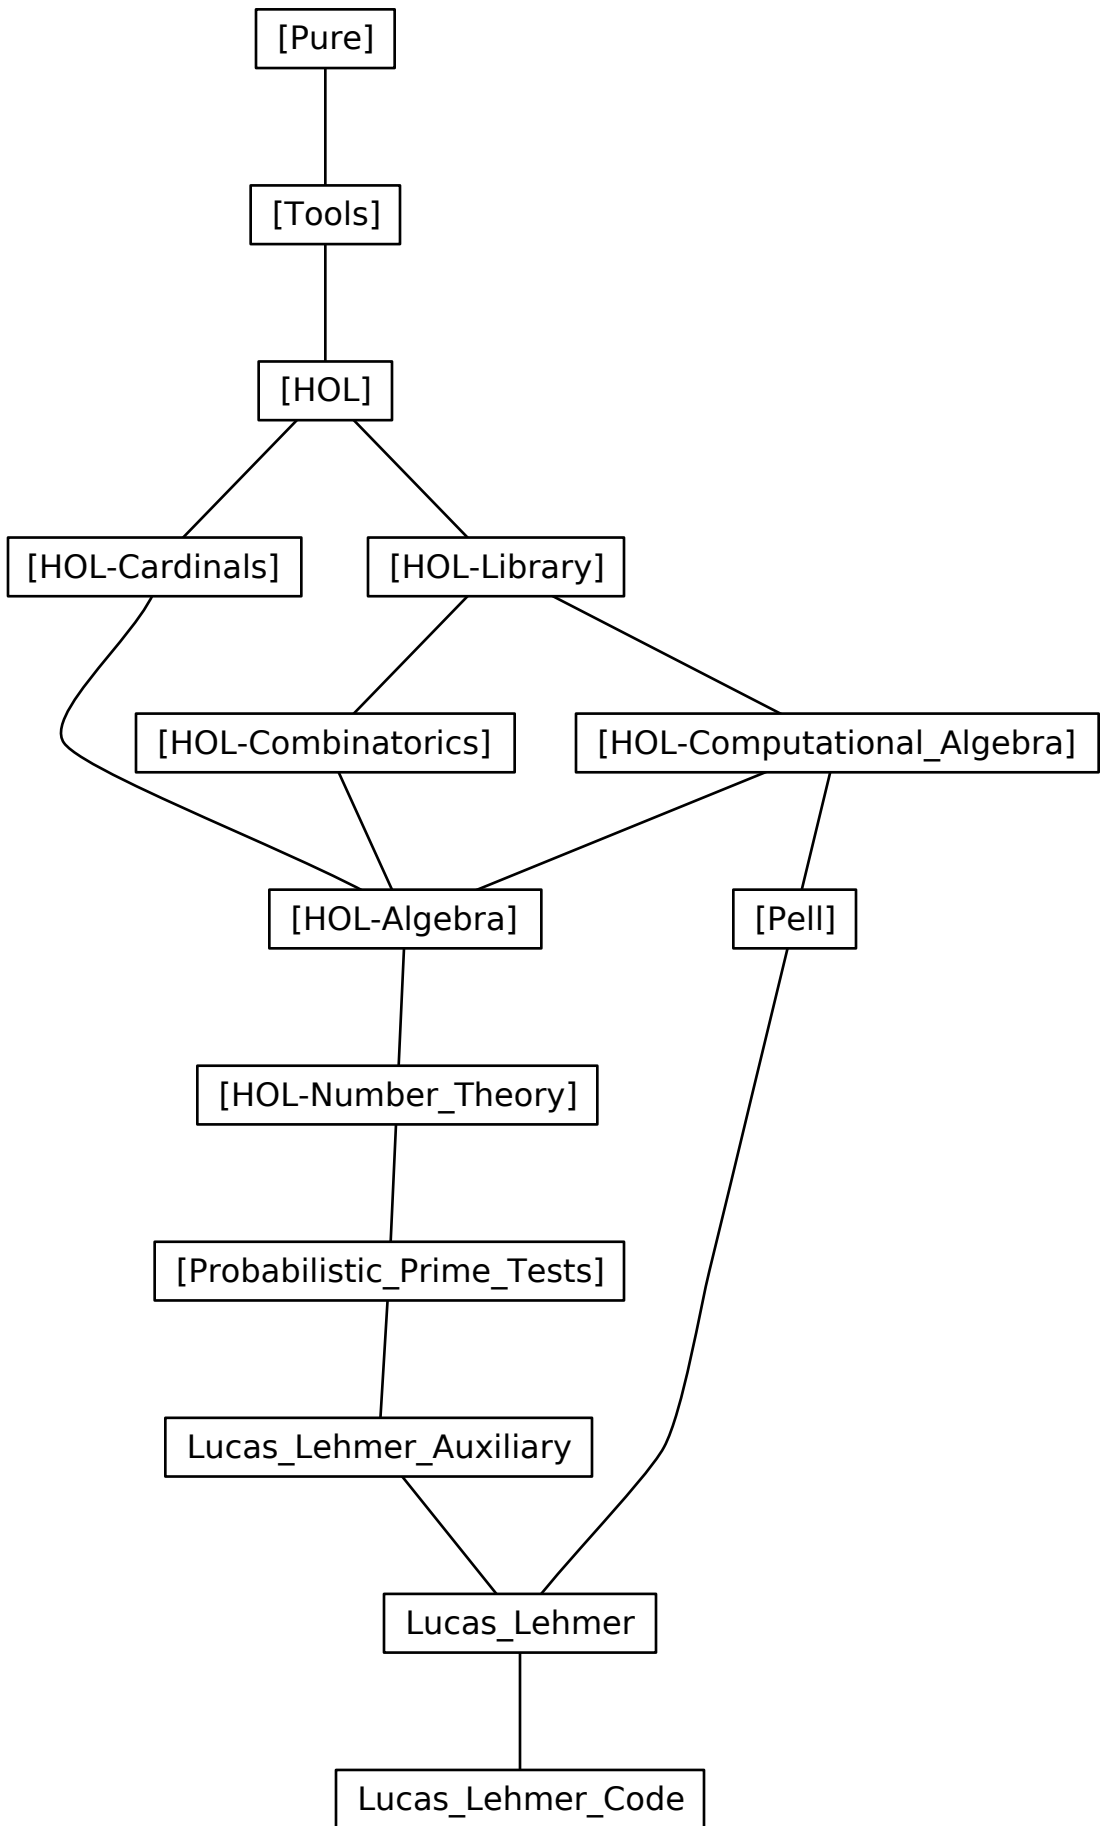 [Pure]
[Tools]
[HOL]
[HOL-Cardinals]
[HOL-Library]
[HOL-Combinatorics]
[HOL-Computational_Algebra]
[HOL-Algebra]
[Pell]
[HOL-Number_Theory]
[Probabilistic_Prime_Tests]
Lucas_Lehmer_Auxiliary
Lucas_Lehmer
Lucas_Lehmer_Code